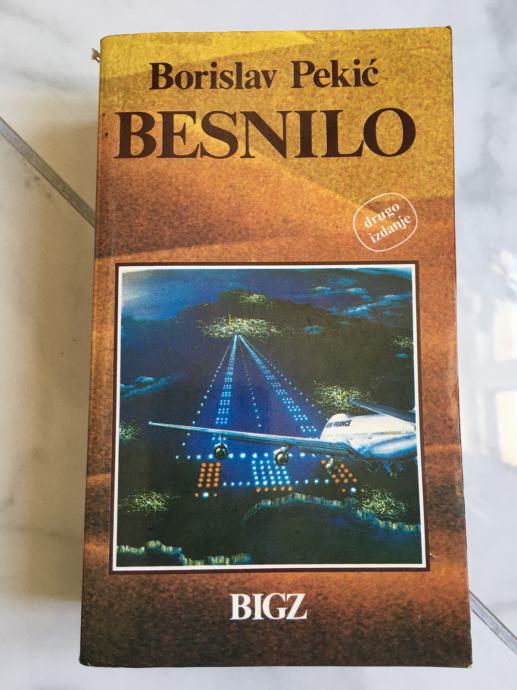 Borislav Pekić
BESNILO
drugo
izdanje
AIR FRANCE
BIGZ